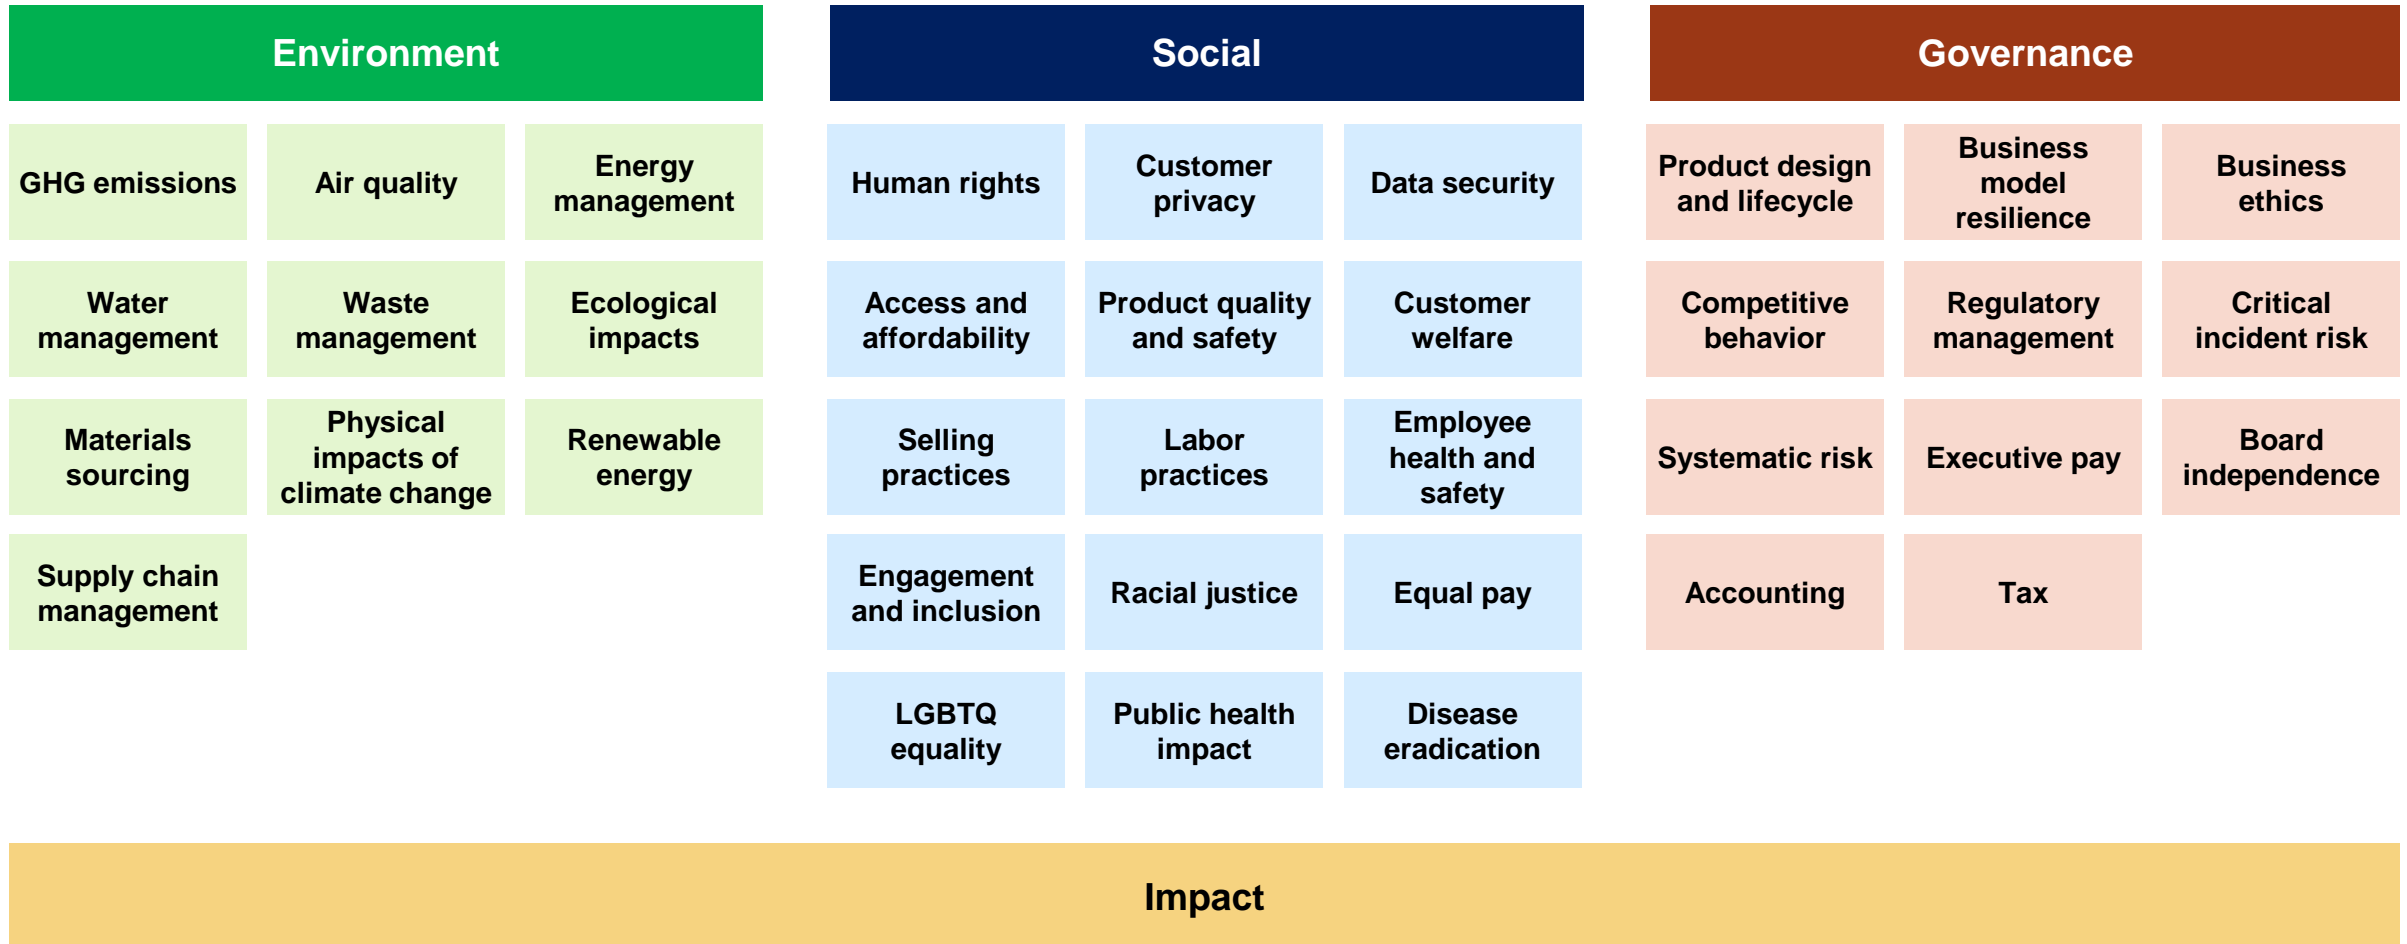 Environment
Social
Governance
GHG emissions
Air quality
Energy
management
Water
management
Waste
management
Ecological
impacts
Materials
sourcing
Physical
impacts of
climate change
Renewable
energy
Supply chain
management
Human rights
Customer
privacy
Data security
Access and
affordability
Product quality
and safety
Customer
welfare
Selling
practices
Labor
practices
Employee
health and
safety
Engagement
and inclusion
Racial justice
Equal pay
LGBTQ
equality
Public health
impact
Disease
eradication
Product design
and lifecycle
Business
model
resilience
Business
ethics
Competitive
behavior
Regulatory
management
Critical
incident risk
Systematic risk
Executive pay
Board
independence
Accounting
Tax
Impact